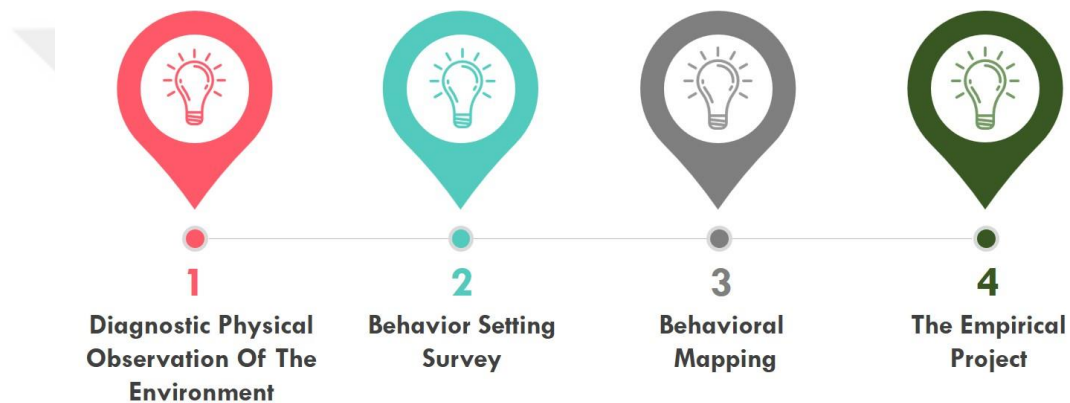 1
Diagnostic Physical
Observation Of The
Environment
2
Behavior Setting
Survey
3
Behavioral
Mapping
4
The Empirical
Project